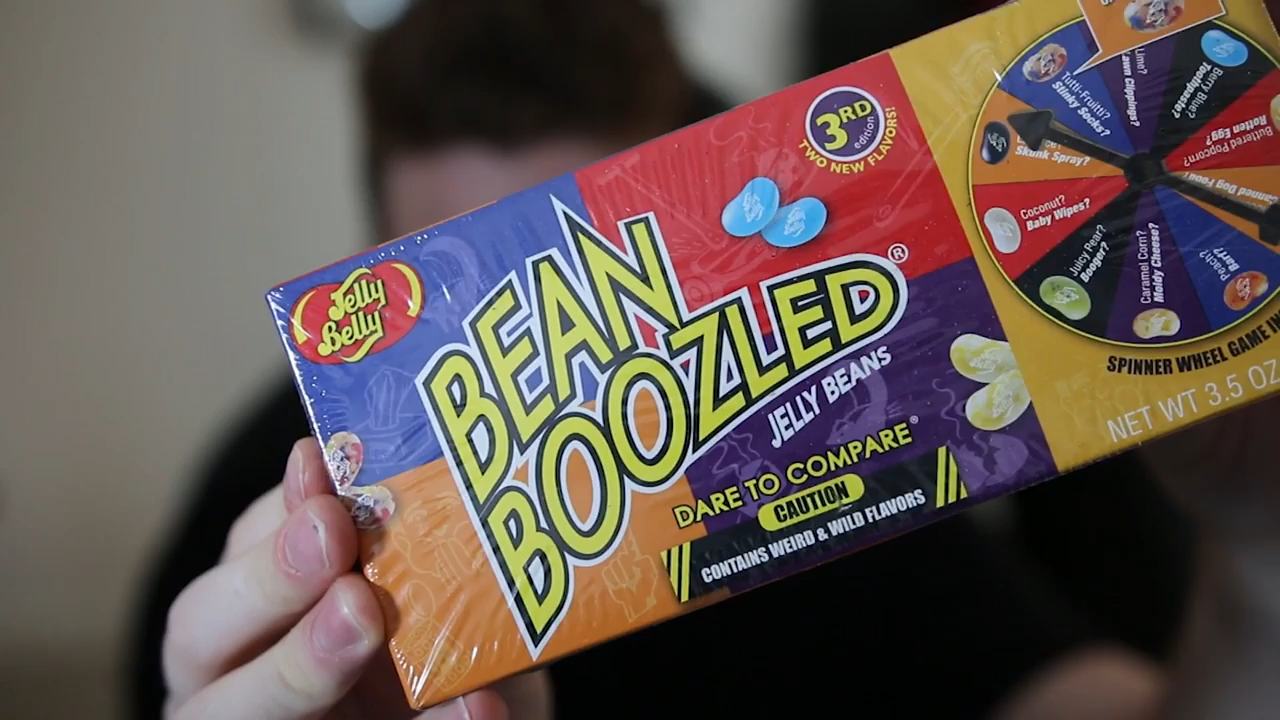 Jelly
Belly
BEAN
BOOZLED®
JELLY BEANS
3RD
edition
TWO NEW FLAVORS!
DARE TO COMPARE®
CAUTION
CONTAINS WEIRD & WILD FLAVORS
Tutti-Fruitti?
Stinky Socks?
Lime?
Lawn Clippings?
Berry Blue?
Toothpaste?
Buttered Popcorn?
Rotten Egg?
Canned Dog Food?
Peach?
Barf?
Caramel Corn?
Moldy Cheese?
Juicy Pear?
Booger?
Coconut?
Baby Wipes?
Skunk Spray?
SPINNER WHEEL GAME
NET WT 3.5 OZ